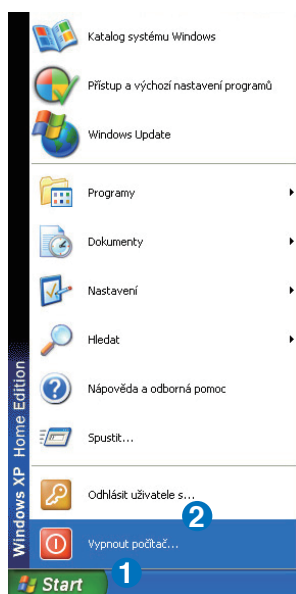 Katalog systému Windows
Přístup a výchozí nastavení programů
Windows Update
Programy
Dokumenty
Nastavení
Hledat
Nápověda a odborná pomoc
Spustit...
Odhlásit uživatele s...
2
Vypnout počítač...
1
Start
Windows XP Home Edition